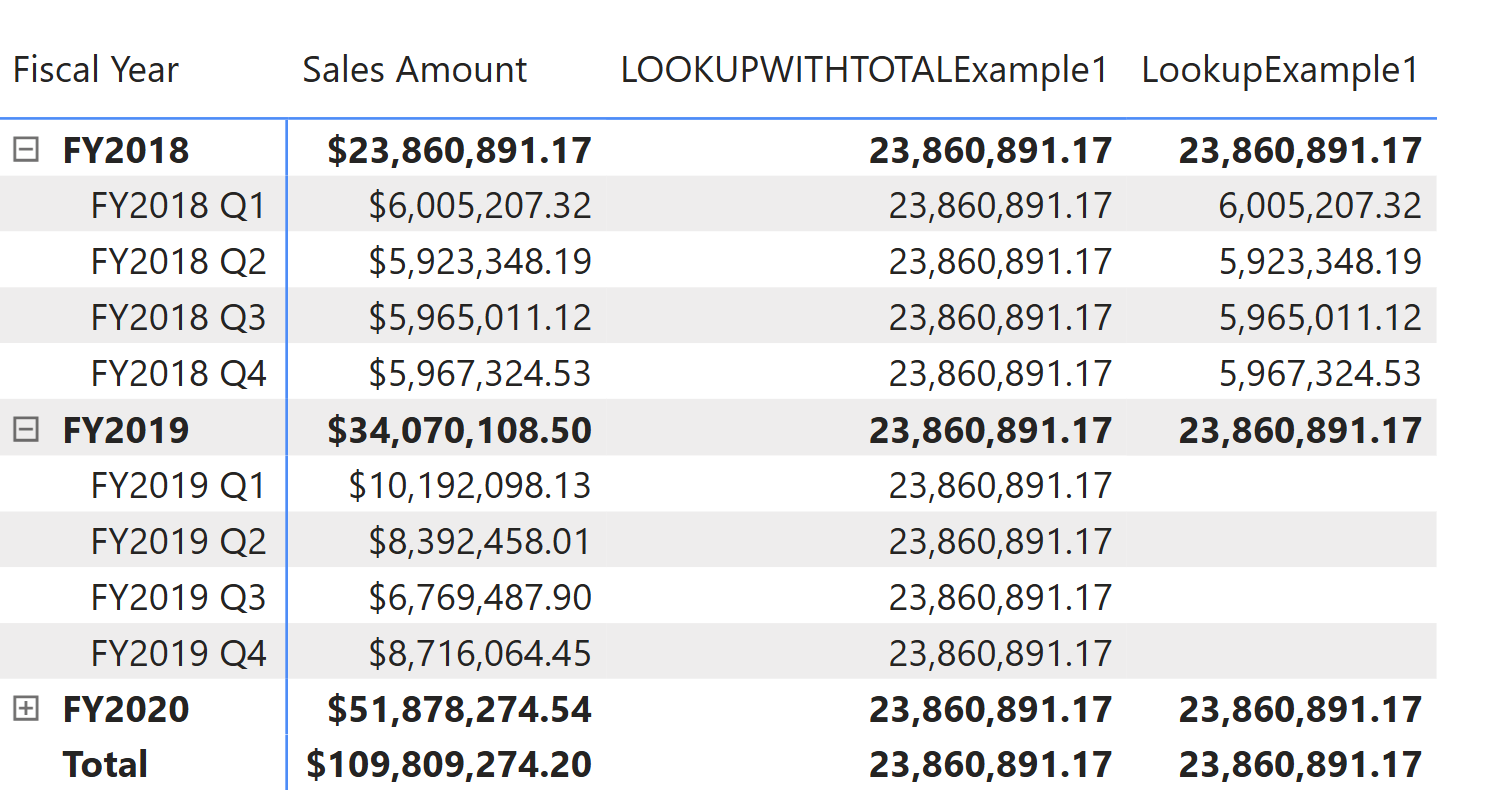 Fiscal Year Sales Amount LOOKUPWITHTOTALExample1 LookupExample1
FY2018 $23,860,891.17 23,860,891.17 23,860,891.17
FY2018 Q1 $6,005,207.32 23,860,891.17 6,005,207.32
FY2018 Q2 $5,923,348.19 23,860,891.17 5,923,348.19
FY2018 Q3 $5,965,011.12 23,860,891.17 5,965,011.12
FY2018 Q4 $5,967,324.53 23,860,891.17 5,967,324.53
FY2019 $34,070,108.50 23,860,891.17 23,860,891.17
FY2019 Q1 $10,192,098.13 23,860,891.17
FY2019 Q2 $8,392,458.01 23,860,891.17
FY2019 Q3 $6,769,487.90 23,860,891.17
FY2019 Q4 $8,716,064.45 23,860,891.17
FY2020 $51,878,274.54 23,860,891.17 23,860,891.17
Total $109,809,274.20 23,860,891.17 23,860,891.17